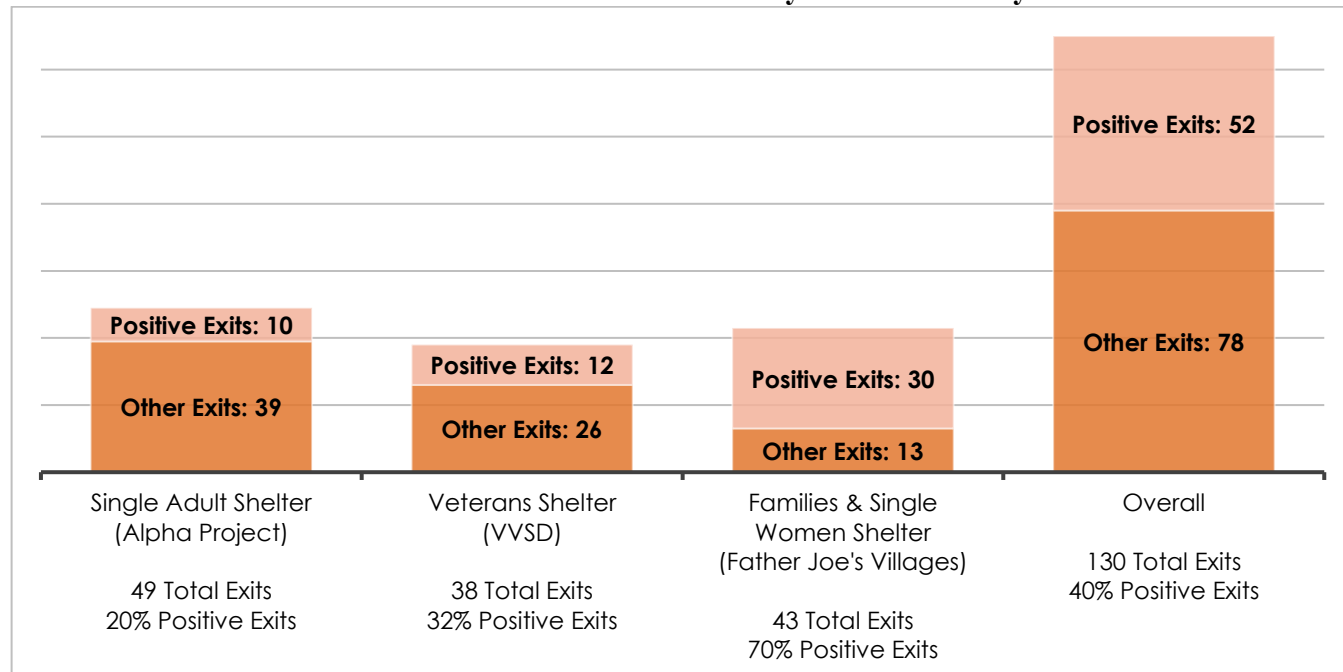 Positive Exits: 52
Other Exits: 78
Positive Exits: 10
Other Exits: 39
Positive Exits: 12
Other Exits: 26
Positive Exits: 30
Other Exits: 13
Single Adult Shelter
(Alpha Project)
49 Total Exits
20% Positive Exits
Veterans Shelter
(VVSD)
38 Total Exits
32% Positive Exits
Families & Single
Women Shelter
(Father Joe's Villages)
43 Total Exits
70% Positive Exits
Overall
130 Total Exits
40% Positive Exits